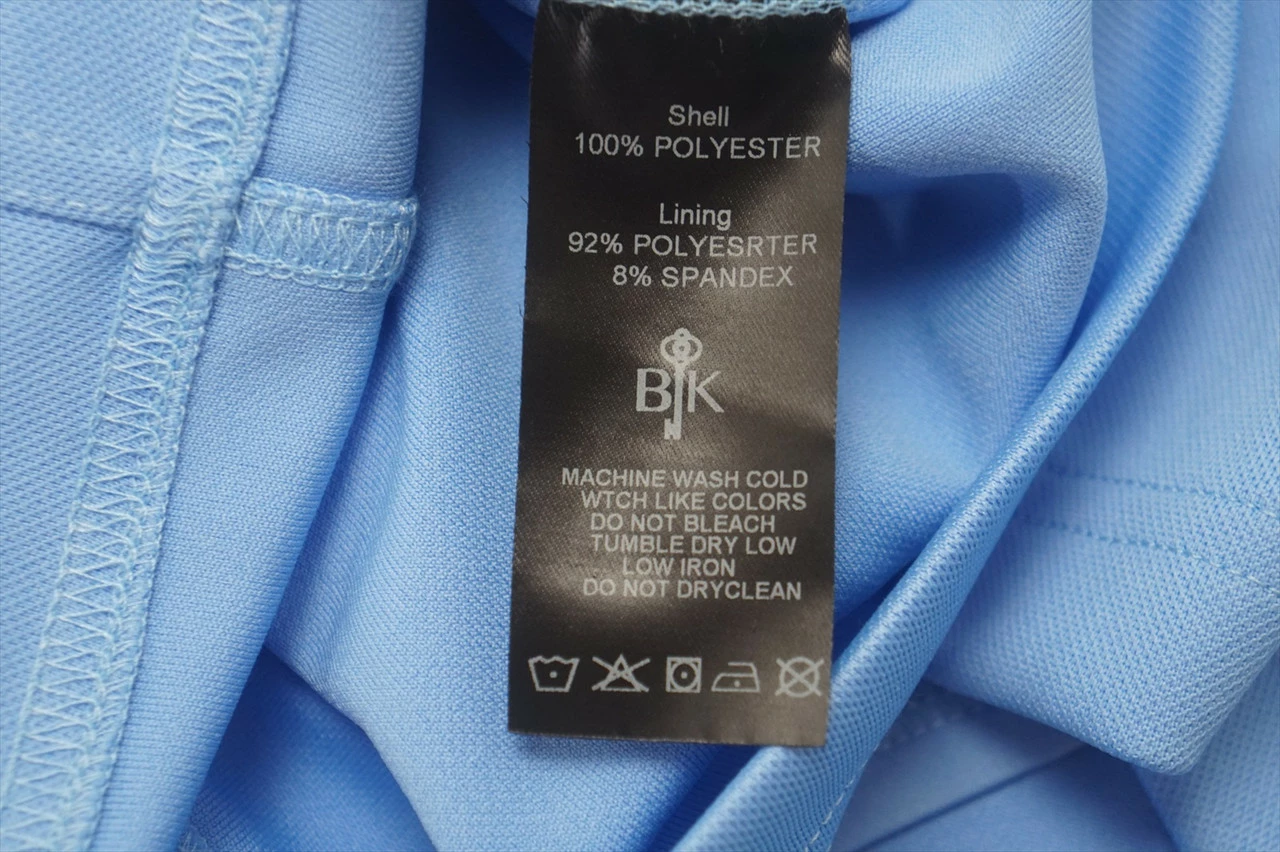 Shell
100% POLYESTER
Lining
92% POLYESRTER
8% SPANDEX
BJK
MACHINE WASH COLD
WTCH LIKE COLORS
DO NOT BLEACH
TUMBLE DRY LOW
LOW IRON
DO NOT DRYCLEAN